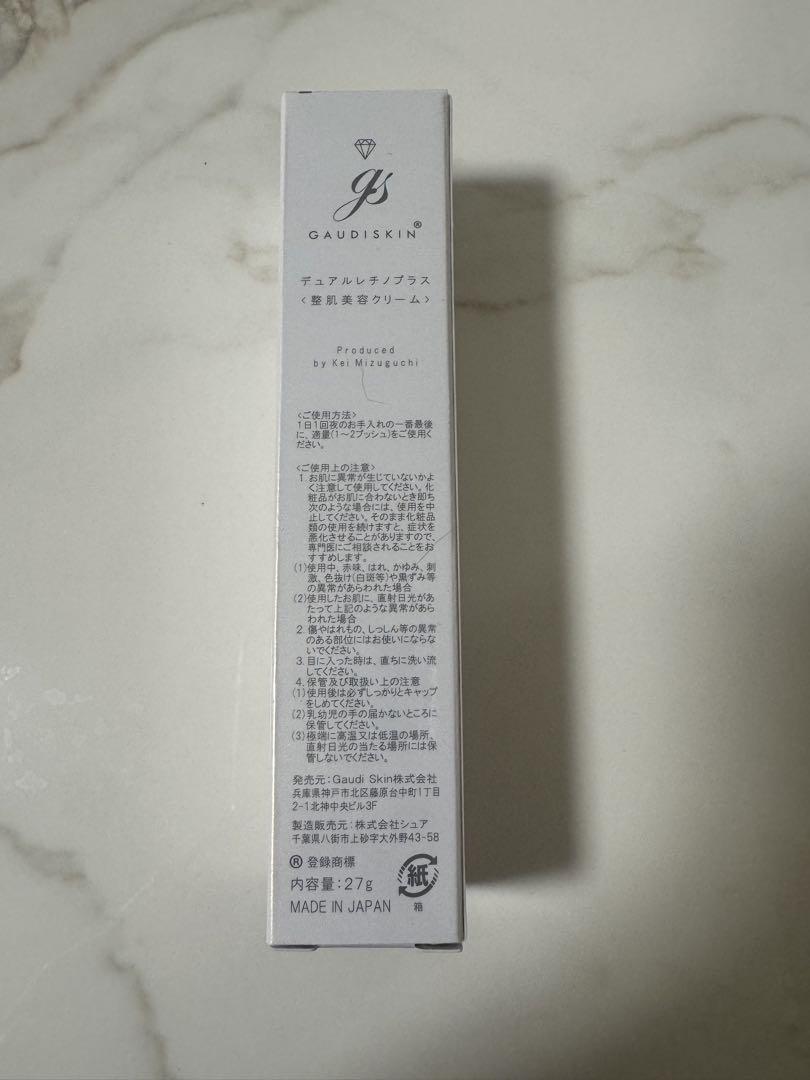 gs
GAUDISKIN®
デュアルレチノプラス
〈整肌美容クリーム〉
Produced
by Kei Mizuguchi
〈ご使用方法〉
1日1回夜のお手入れの一番最後
に、適量(1〜2プッシュ)をご使用く
ださい。
〈ご使用上の注意〉
1. お肌に異常が生じていないかよ
く注意して使用してください。化
粧品がお肌に合わないとき即ち
次のような場合には、使用を中
止してください。そのまま化粧品
類の使用を続けますと、症状を
悪化させることがありますので、
専門医にご相談されることをお
すすめします。
(1)使用中、赤味、はれ、かゆみ、刺
激、色抜け(白斑等)や黒ずみ等
の異常があらわれた場合
(2)使用したお肌に、直射日光があ
たって上記のような異常があら
われた場合
2. 傷やはれもの、しっしん等の異常
のある部位にはお使いにならな
いでください。
3. 目に入った時は、直ちに洗い流
してください。
4. 保管及び取扱い上の注意
(1)使用後は必ずしっかりとキャップ
をしめてください。
(2)乳幼児の手の届かないところに
保管してください。
(3)極端に高温又は低温の場所、
直射日光の当たる場所には保
管しないでください。
発売元：Gaudi Skin株式会社
兵庫県神戸市北区藤原台中町1丁目
2-1北神中央ビル3F
製造販売元：株式会社シュア
千葉県八街市上砂字大外野43-58
® 登録商標
内容量：27g
MADE IN JAPAN
紙
箱